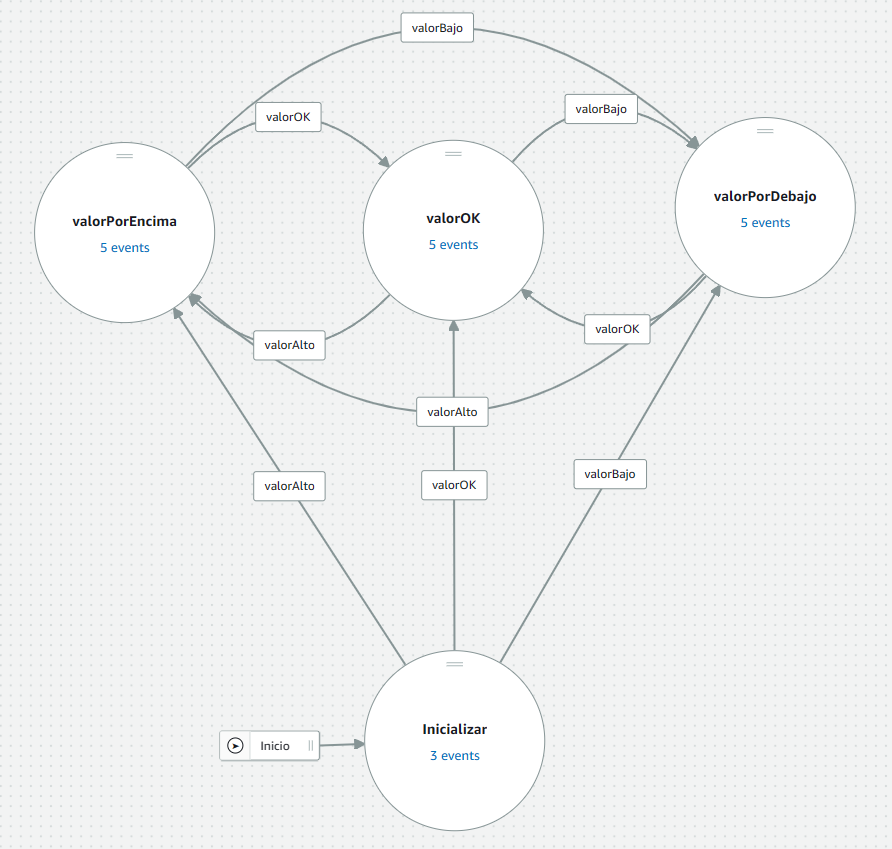 valorBajo
valorOK
valorBajo
valorPorEncima
5 events
valorOK
5 events
valorPorDebajo
5 events
valorAlto
valorOK
valorAlto
valorAlto
valorOK
valorBajo
Inicializar
3 events
Inicio